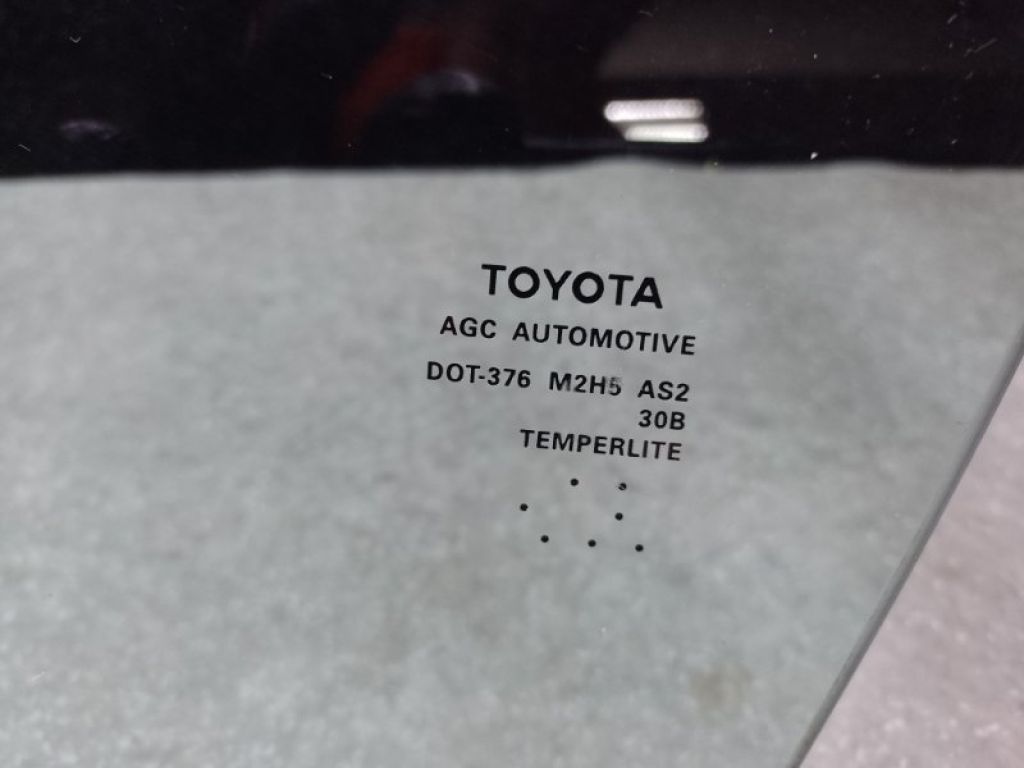 TOYOTA
AGC AUTOMOTIVE
DOT-376 M2H5 AS2
30B
TEMPERLITE